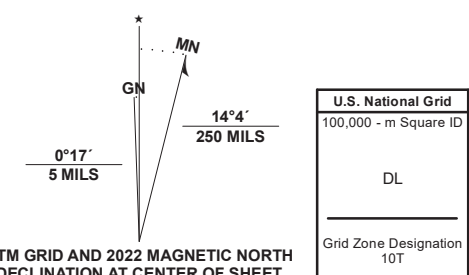 ★
MN
GN
14°4´
250 MILS
0°17´
5 MILS
TM GRID AND 2022 MAGNETIC NORTH
DECLINATION AT CENTER OF SHEET
U.S. National Grid
100,000 - m Square ID
DL
Grid Zone Designation
10T